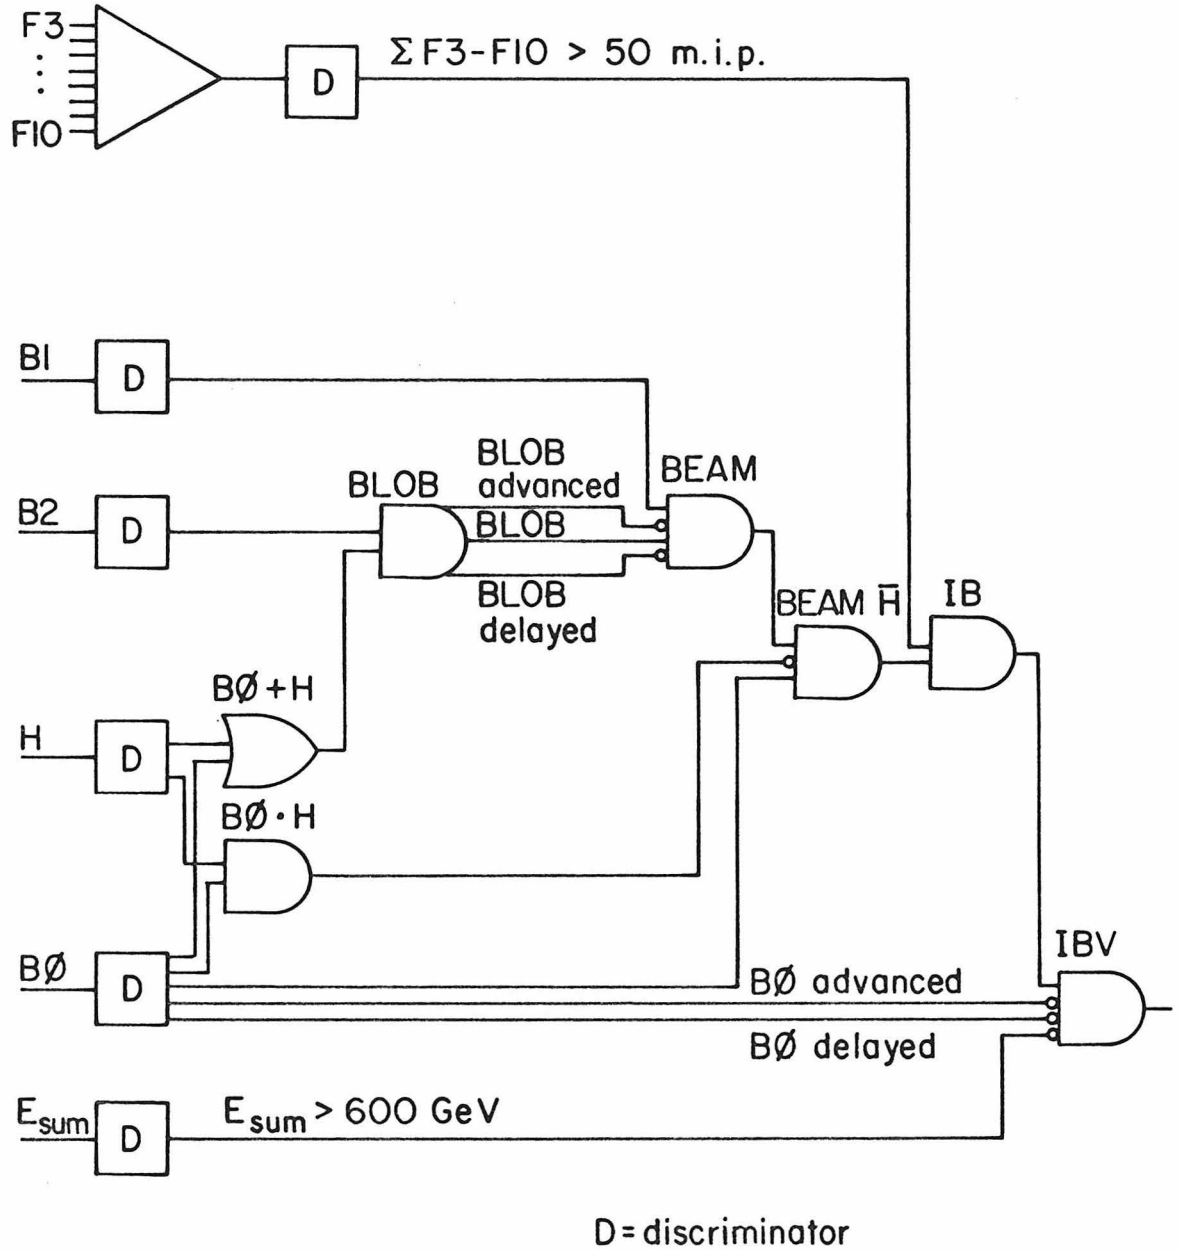 F3
ΣF3-F10 > 50 m.i.p.
D
F10
B1
D
BLOB
advanced
BEAM
BLOB
B2
D
BLOB
BLOB
delayed
BEAM H̅
IB
BØ+H
H
D
BØ·H
IBV
BØ
D
BØ advanced
BØ delayed
Esum
D
Esum > 600 GeV
D=discriminator